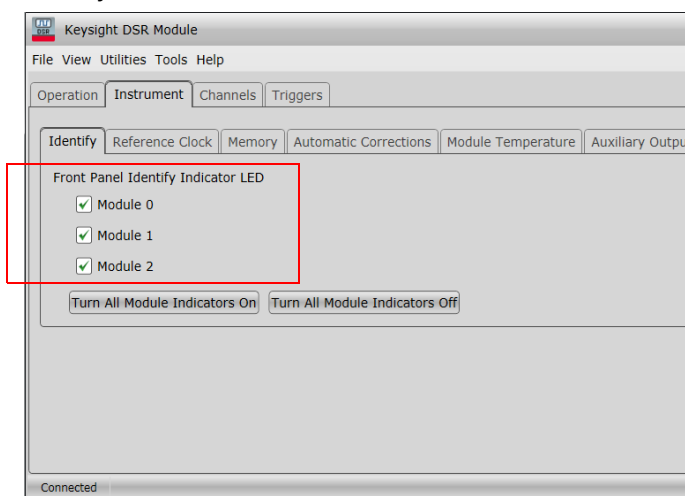 DSR
Keysight DSR Module
File View Utilities Tools Help
Operation Instrument Channels Triggers
Identify Reference Clock Memory Automatic Corrections Module Temperature Auxiliary Outpu
Front Panel Identify Indicator LED
Module 0
Module 1
Module 2
Turn All Module Indicators On Turn All Module Indicators Off
Connected